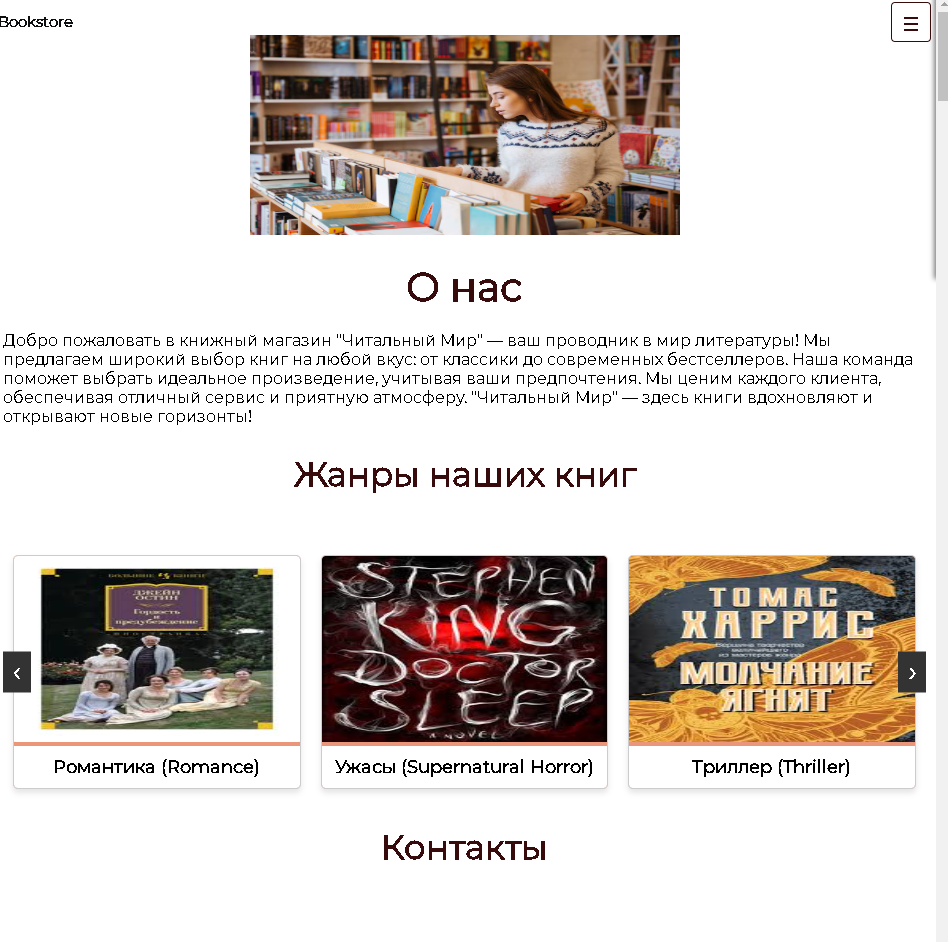 Bookstore
☰
О нас
Добро пожаловать в книжный магазин "Читальный Мир" — ваш проводник в мир литературы! Мы
предлагаем широкий выбор книг на любой вкус: от классики до современных бестселлеров. Наша команда
поможет выбрать идеальное произведение, учитывая ваши предпочтения. Мы ценим каждого клиента,
обеспечивая отличный сервис и приятную атмосферу. "Читальный Мир" — здесь книги вдохновляют и
открывают новые горизонты!
Жанры наших книг
БОЛЬШИЕ КНИГИ
ДЖЕЙН
ОСТИН
Гордость
и
предубеждение
STEPHEN
KING
DOCTOR
SLEEP
A NOVEL
ТОМАС
ХАРРИС
МОЛЧАНИЕ
ЯГНЯТ
‹
›
Романтика (Romance)
Ужасы (Supernatural Horror)
Триллер (Thriller)
Контакты